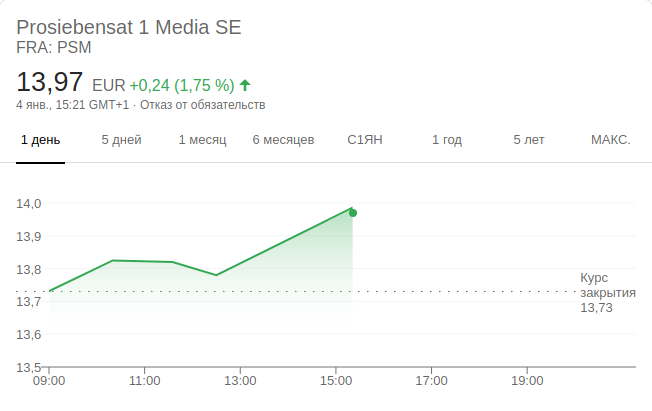 Prosiebensat 1 Media SE
FRA: PSM
13,97 EUR +0,24 (1,75 %)
4 янв., 15:21 GMT+1 · Отказ от обязательств
1 день 5 дней 1 месяц 6 месяцев С1ЯН 1 год 5 лет МАКС.
14,0
13,9
13,8
Курс
закрытия
13,73
13,7
13,6
13,5
09:00 11:00 13:00 15:00 17:00 19:00